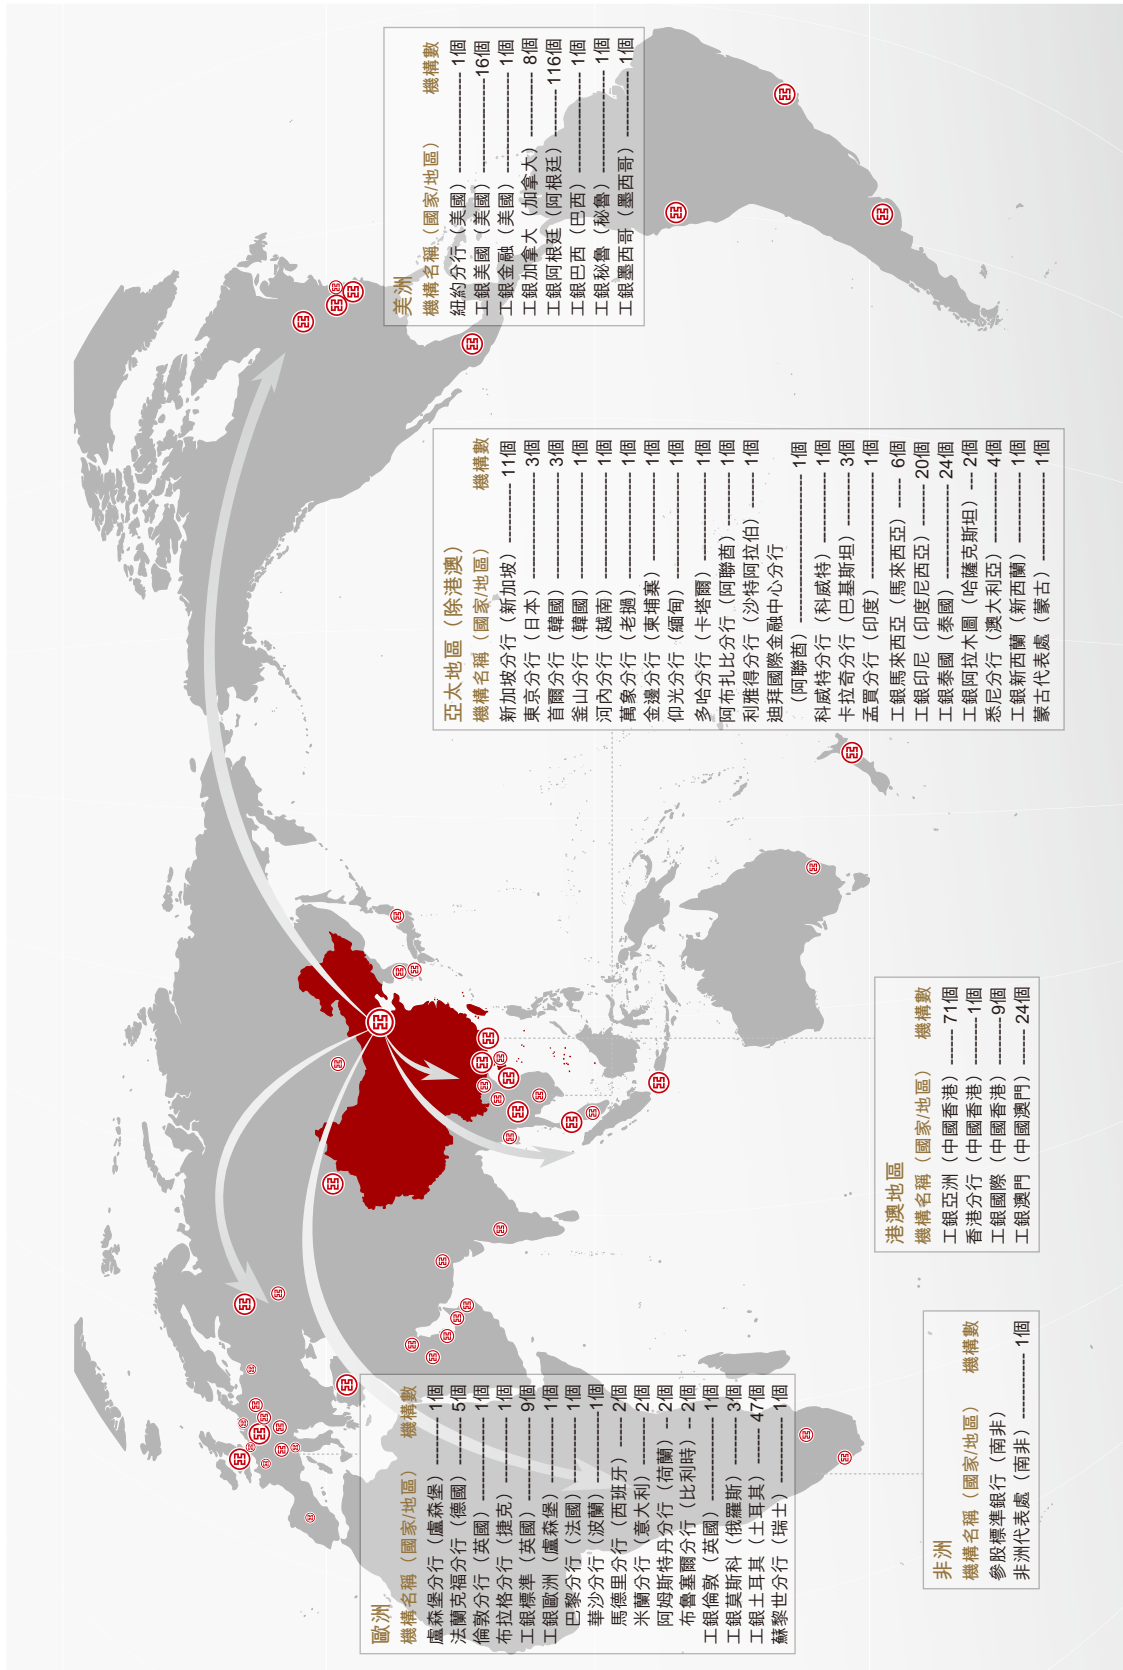 美洲
機構名稱（國家/地區） 機構數
紐約分行（美國）------------ 1個
工銀美國（美國）------------16個
工銀金融（美國）------------ 1個
工銀加拿大（加拿大）-------- 8個
工銀阿根廷（阿根廷）------ 116個
工銀巴西（巴西）------------ 1個
工銀秘魯（秘魯）------------ 1個
工銀墨西哥（墨西哥）-------- 1個
亞太地區（除港澳）
機構名稱（國家/地區） 機構數
新加坡分行（新加坡）-------- 11個
東京分行（日本）------------ 3個
首爾分行（韓國）------------ 3個
釜山分行（韓國）------------ 1個
河內分行（越南）------------ 1個
萬象分行（老撾）------------ 1個
金邊分行（柬埔寨）---------- 1個
仰光分行（緬甸）------------ 1個
多哈分行（卡塔爾）---------- 1個
阿布扎比分行（阿聯酋）------ 1個
利雅得分行（沙特阿拉伯）---- 1個
迪拜國際金融中心分行
（阿聯酋）------------------ 1個
科威特分行（科威特）-------- 1個
卡拉奇分行（巴基斯坦）------ 3個
孟買分行（印度）------------ 1個
工銀馬來西亞（馬來西亞）---- 6個
工銀印尼（印度尼西亞）----- 20個
工銀泰國（泰國）----------- 24個
工銀阿拉木圖（哈薩克斯坦）--- 2個
悉尼分行（澳大利亞）-------- 4個
工銀新西蘭（新西蘭）-------- 1個
蒙古代表處（蒙古）---------- 1個
港澳地區
機構名稱（國家/地區） 機構數
工銀亞洲（中國香港）------ 71個
香港分行（中國香港）------- 1個
工銀國際（中國香港）------- 9個
工銀澳門（中國澳門）------ 24個
歐洲
機構名稱（國家/地區） 機構數
盧森堡分行（盧森堡）-------- 1個
法蘭克福分行（德國）-------- 5個
倫敦分行（英國）------------ 1個
布拉格分行（捷克）---------- 1個
工銀標準（英國）------------ 9個
工銀歐洲（盧森堡）---------- 1個
巴黎分行（法國）------------ 1個
華沙分行（波蘭）------------ 1個
馬德里分行（西班牙）---- 2個
米蘭分行（意大利）---------- 2個
阿姆斯特丹分行（荷蘭）-- 2個
布魯塞爾分行（比利時）-- 2個
工銀倫敦（英國）------------ 1個
工銀莫斯科（俄羅斯）-------- 3個
工銀土耳其（土耳其）----- 47個
蘇黎世分行（瑞士）---------- 1個
非洲
機構名稱（國家/地區） 機構數
參股標準銀行（南非）
非洲代表處（南非）---------- 1個